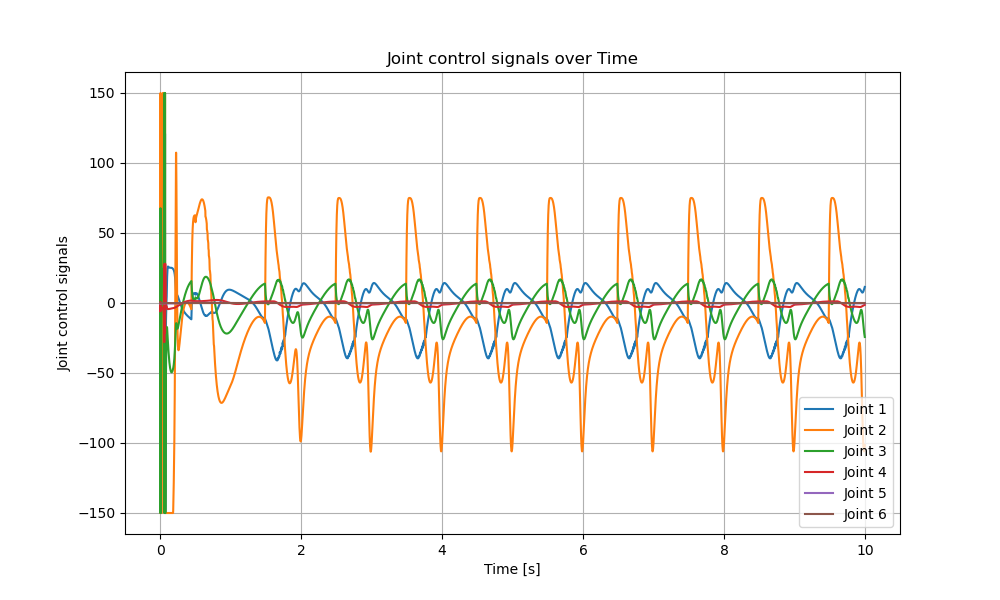 Joint control signals over Time
Joint control signals
150
100
50
0
−50
−100
−150
0
2
4
6
8
10
Time [s]
Joint 1
Joint 2
Joint 3
Joint 4
Joint 5
Joint 6